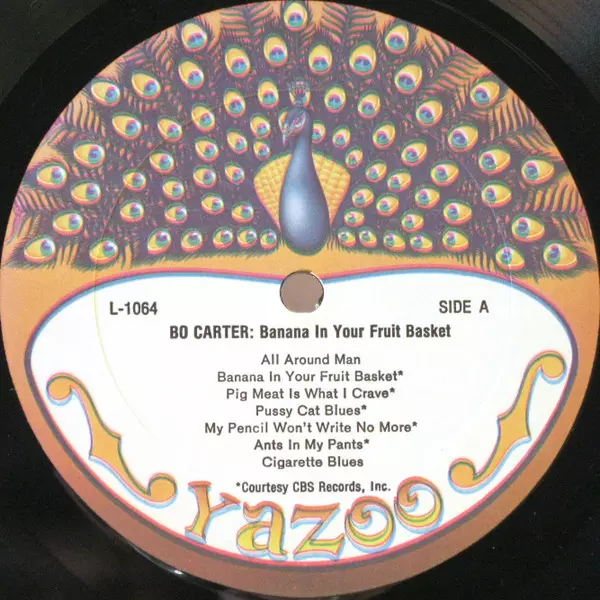 L-1064 SIDE A
BO CARTER: Banana In Your Fruit Basket
All Around Man
Banana In Your Fruit Basket*
Pig Meat Is What I Crave*
Pussy Cat Blues*
My Pencil Won't Write No More*
Ants In My Pants*
Cigarette Blues
*Courtesy CBS Records, Inc.
Yazoo